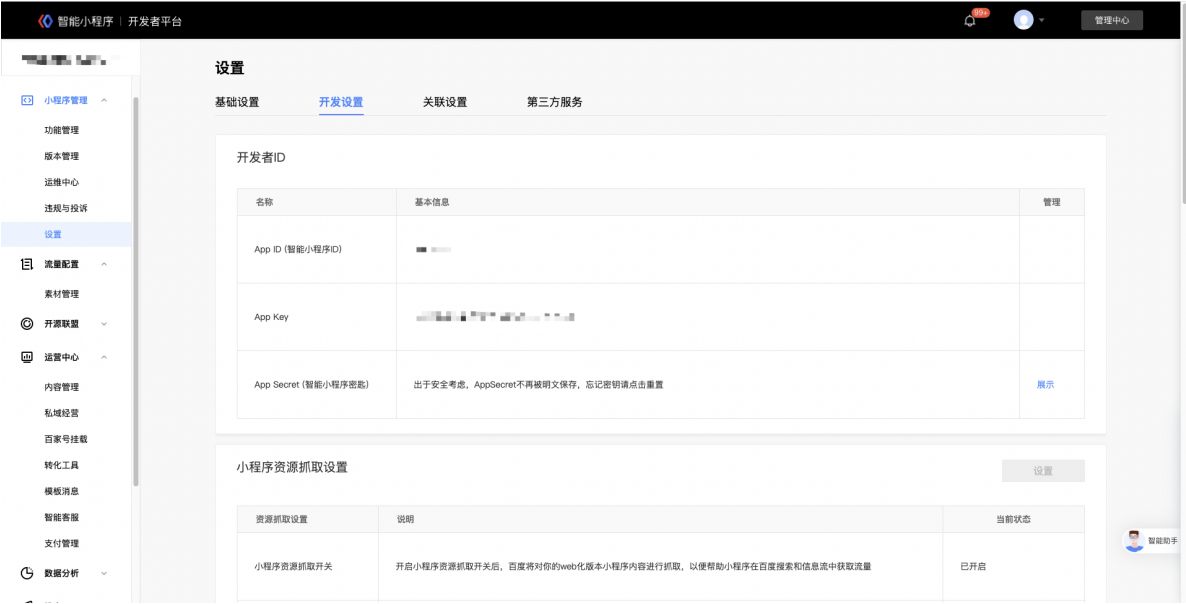 智能小程序 | 开发者平台
99+
管理中心
设置
基础设置 开发设置 关联设置 第三方服务
小程序管理
功能管理
版本管理
运维中心
违规与投诉
设置
流量配置
素材管理
开源联盟
运营中心
内容管理
私域经营
百家号挂载
转化工具
模板消息
智能客服
支付管理
数据分析
开发者ID
名称 基本信息 管理
App ID (智能小程序ID)
App Key
App Secret (智能小程序密匙) 出于安全考虑，AppSecret不再被明文保存，忘记密钥请点击重置 展示
小程序资源抓取设置 设置
资源抓取设置 说明 当前状态
小程序资源抓取开关 开启小程序资源抓取开关后，百度将对你的web化版本小程序内容进行抓取，以便帮助小程序在百度搜索和信息流中获取流量 已开启
智能助手